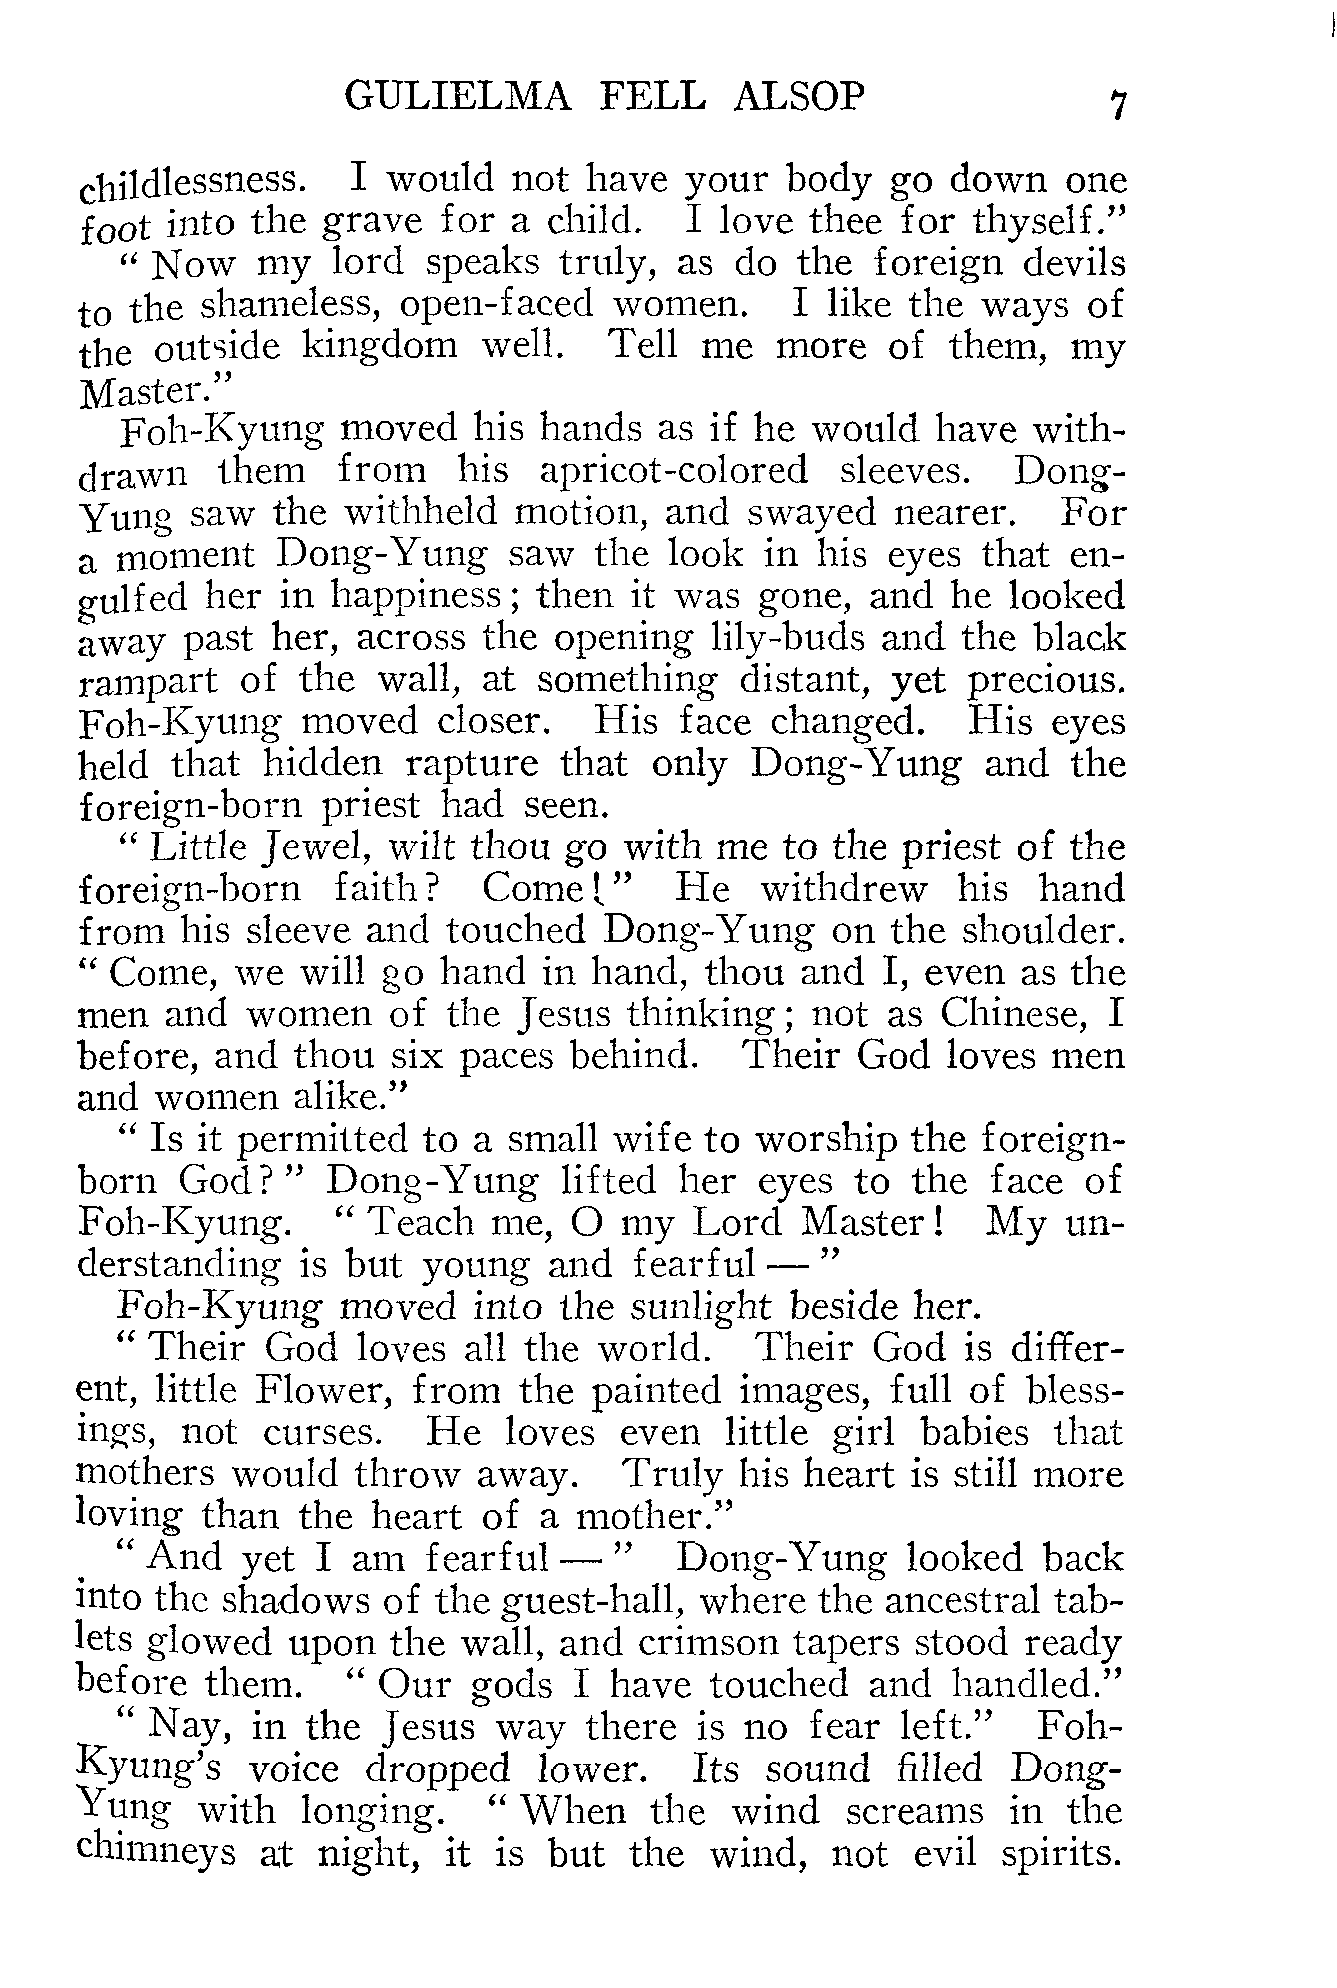 GULIELMA FELL ALSOP 7
childlessness. I would not have your body go down one
foot into the grave for a child. I love thee for thyself."
" Now my lord speaks truly, as do the foreign devils
to the shameless, open-faced women. I like the ways of
the outside kingdom well. Tell me more of them, my
Master."
Foh-Kyung moved his hands as if he would have with-
drawn them from his apricot-colored sleeves. Dong-
Yung saw the withheld motion, and swayed nearer. For
a moment Dong-Yung saw the look in his eyes that en-
gulfed her in happiness; then it was gone, and he looked
away past her, across the opening lily-buds and the black
rampart of the wall, at something distant, yet precious.
Foh-Kyung moved closer. His face changed. His eyes
held that hidden rapture that only Dong-Yung and the
foreign-born priest had seen.
" Little Jewel, wilt thou go with me to the priest of the
foreign-born faith? Come!" He withdrew his hand
from his sleeve and touched Dong-Yung on the shoulder.
" Come, we will go hand in hand, thou and I, even as the
men and women of the Jesus thinking; not as Chinese, I
before, and thou six paces behind. Their God loves men
and women alike."
" Is it permitted to a small wife to worship the foreign-
born God?" Dong-Yung lifted her eyes to the face of
Foh-Kyung. " Teach me, O my Lord Master! My un-
derstanding is but young and fearful — "
Foh-Kyung moved into the sunlight beside her.
" Their God loves all the world. Their God is differ-
ent, little Flower, from the painted images, full of bless-
ings, not curses. He loves even little girl babies that
mothers would throw away. Truly his heart is still more
loving than the heart of a mother."
" And yet I am fearful — " Dong-Yung looked back
into the shadows of the guest-hall, where the ancestral tab-
lets glowed upon the wall, and crimson tapers stood ready
before them. " Our gods I have touched and handled."
" Nay, in the Jesus way there is no fear left." Foh-
Kyung's voice dropped lower. Its sound filled Dong-
Yung with longing. " When the wind screams in the
chimneys at night, it is but the wind, not evil spirits.